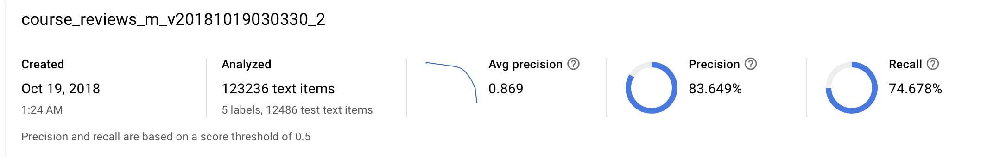 course_reviews_m_v20181019030330_2
Created
Oct 19, 2018
1:24 AM
Analyzed
123236 text items
5 labels, 12486 test text items
Avg precision ?
0.869
Precision ?
83.649%
Recall ?
74.678%
Precision and recall are based on a score threshold of 0.5